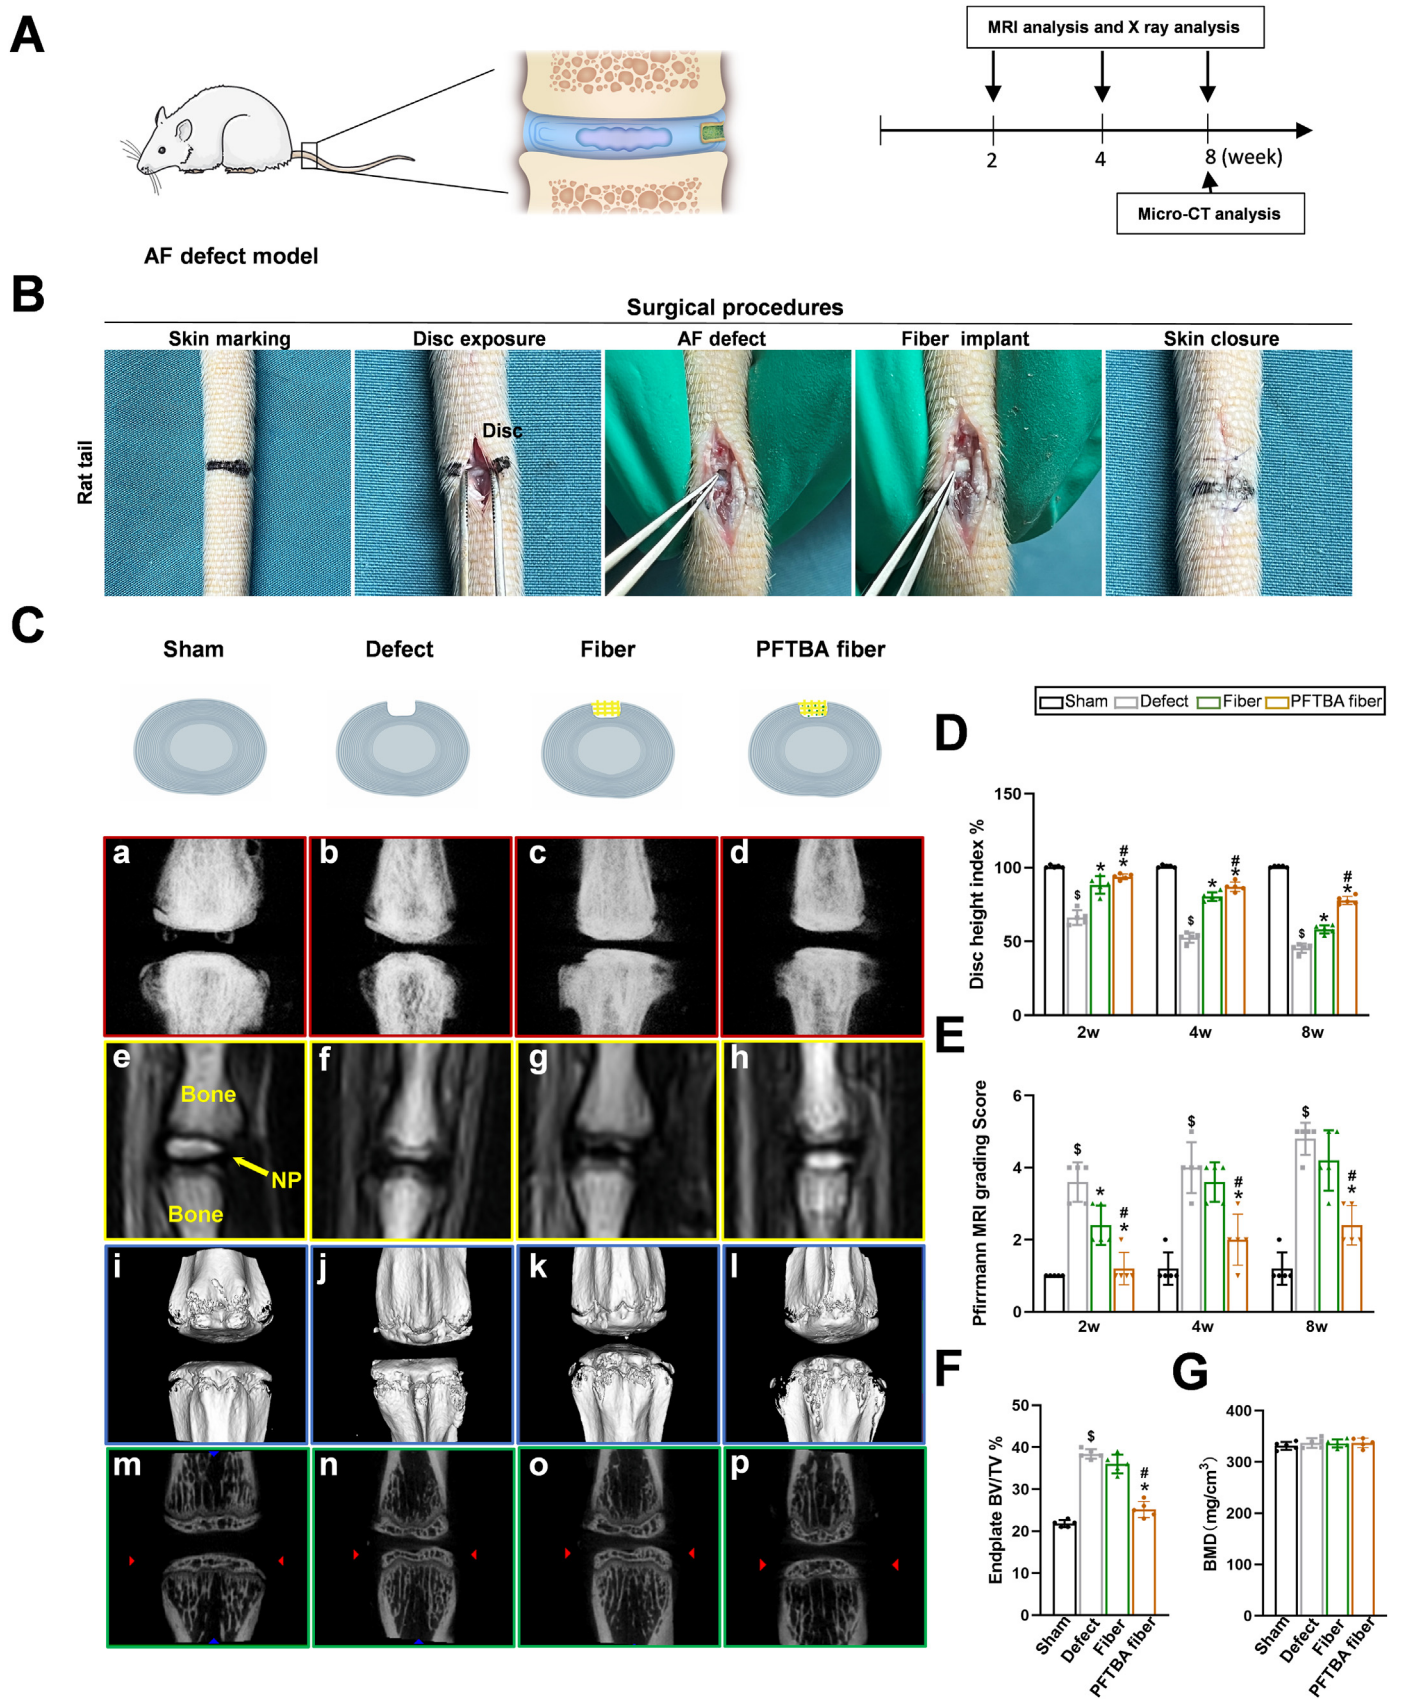 A
MRI analysis and X ray analysis
2
4
8 (week)
Micro-CT analysis
AF defect model
B
Surgical procedures
Skin marking
Disc exposure
AF defect
Fiber implant
Skin closure
Rat tail
Disc
C
Sham
Defect
Fiber
PFTBA fiber
a
b
c
d
e
f
g
h
Bone
NP
Bone
i
j
k
l
m
n
o
p
Sham
Defect
Fiber
PFTBA fiber
D
Disc height index %
150
100
50
0
$
*
#
*
$
*
#
*
$
*
#
*
2w
4w
8w
E
Pfirrmann MRI grading Score
6
4
2
0
$
*
#
*
$
#
*
$
#
*
2w
4w
8w
F
Endplate BV/TV %
50
40
30
20
10
0
$
#
*
Sham
Defect
Fiber
PFTBA fiber
G
BMD (mg/cm³)
400
300
200
100
0
Sham
Defect
Fiber
PFTBA fiber